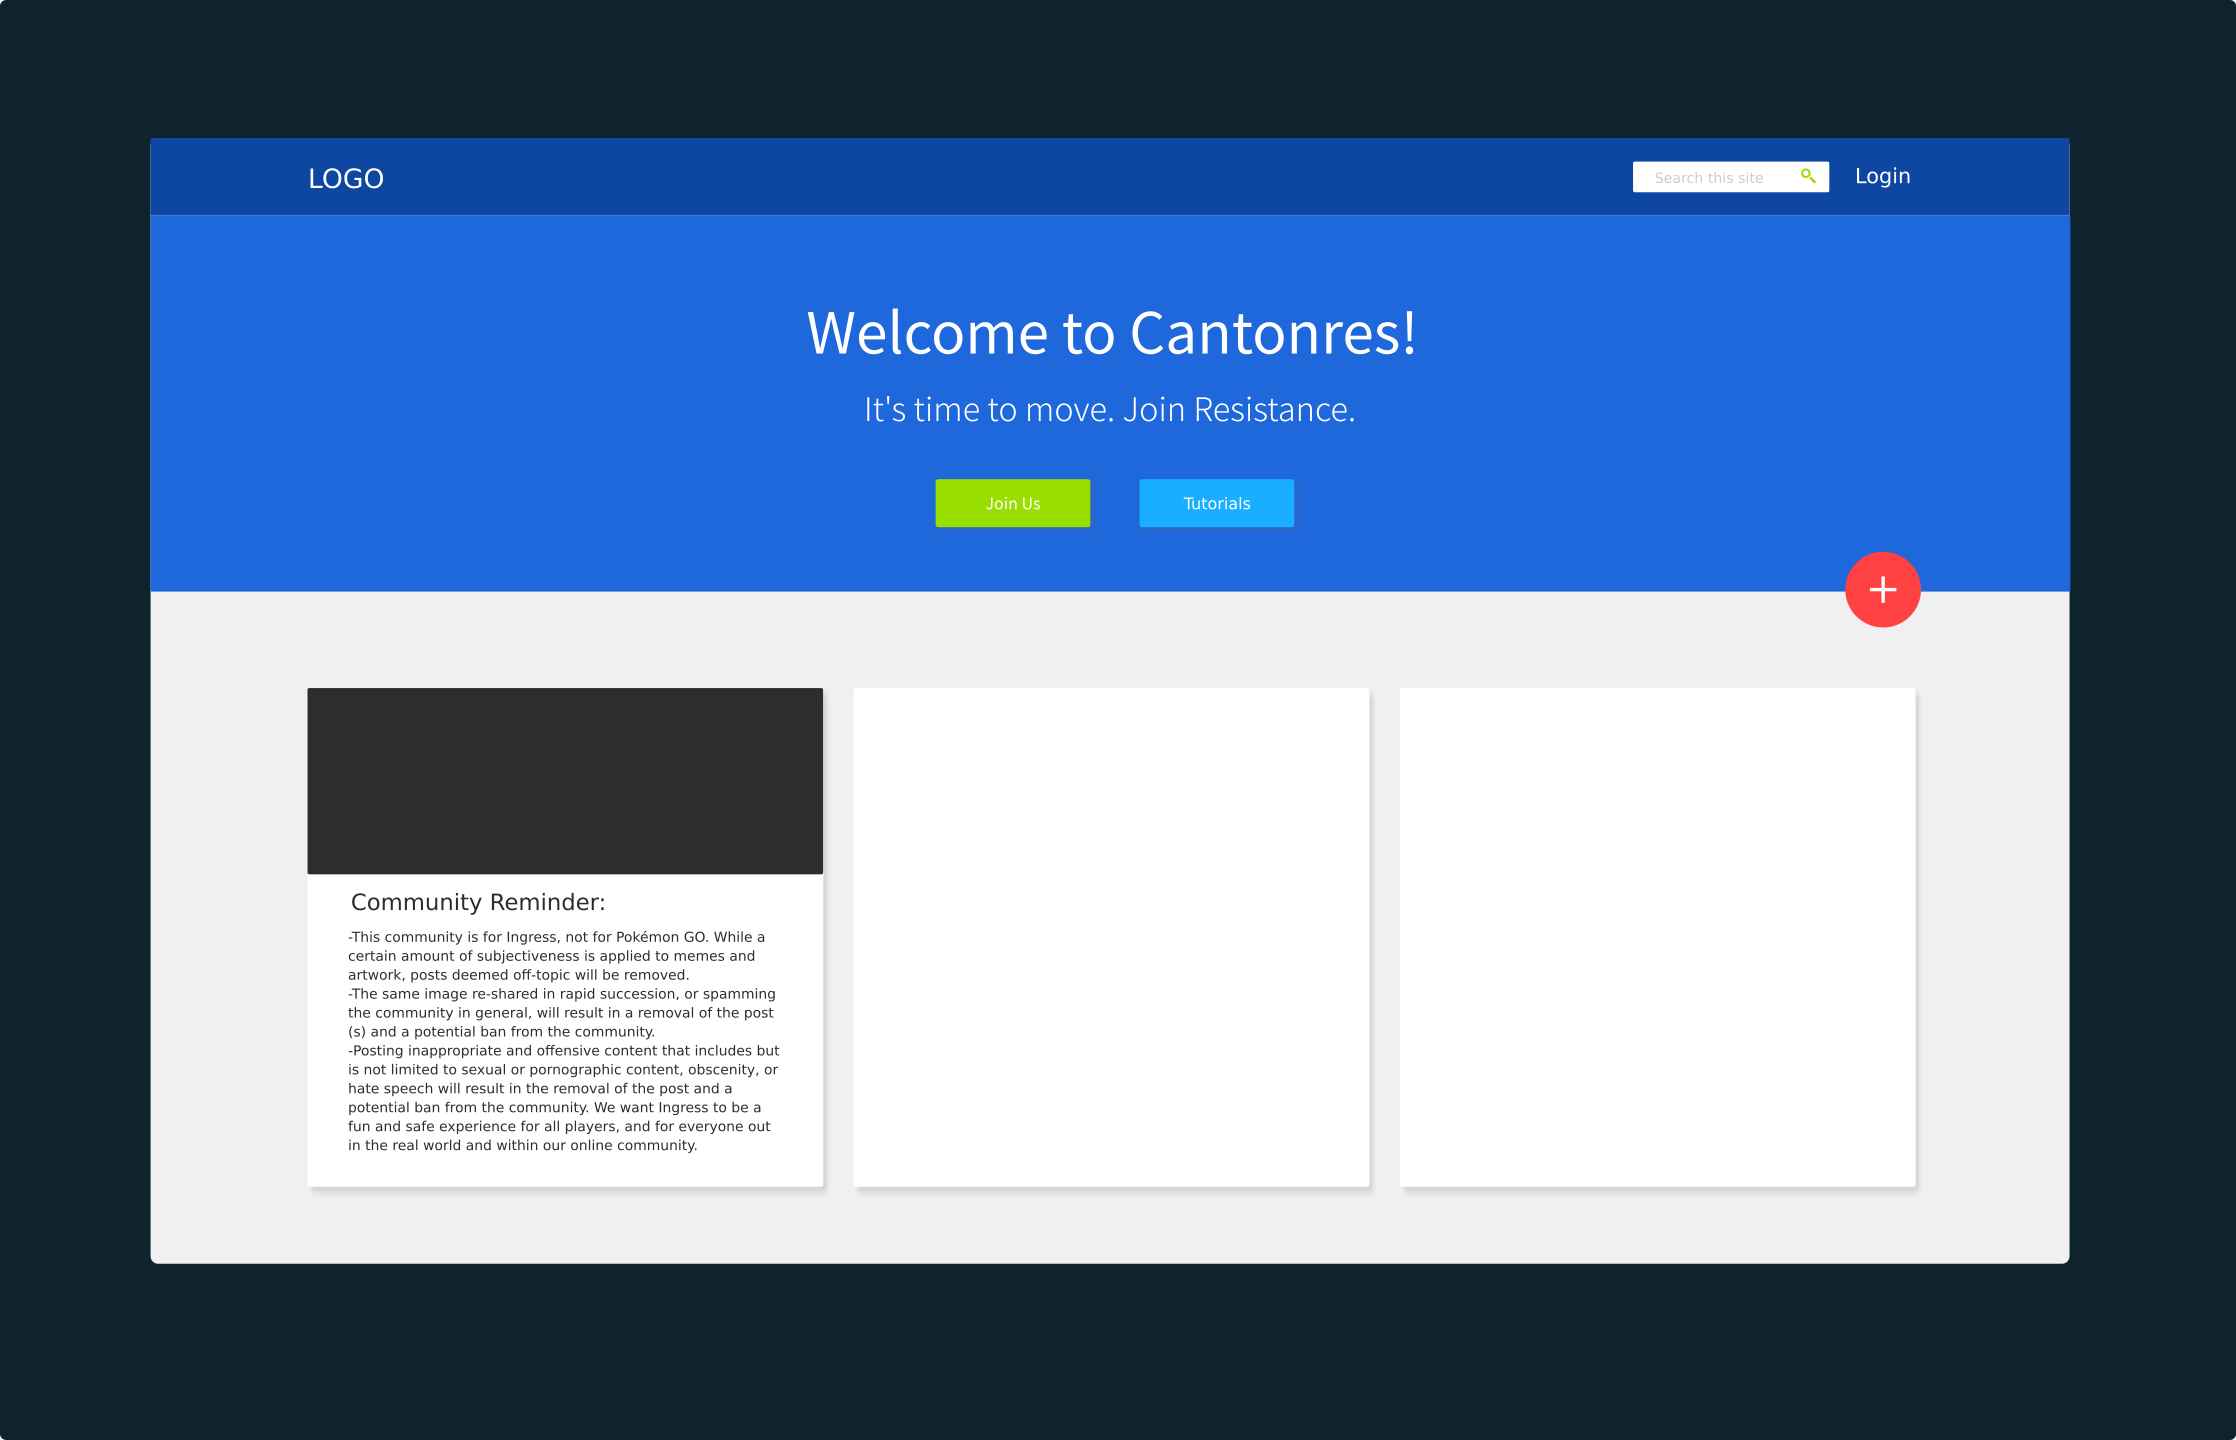 LOGO
Search this site
Login
Welcome to Cantonres!
It's time to move. Join Resistance.
Join Us
Tutorials
Community Reminder:
-This community is for Ingress, not for Pokémon GO. While a
certain amount of subjectiveness is applied to memes and
artwork, posts deemed off-topic will be removed.
-The same image re-shared in rapid succession, or spamming
the community in general, will result in a removal of the post
(s) and a potential ban from the community.
-Posting inappropriate and offensive content that includes but
is not limited to sexual or pornographic content, obscenity, or
hate speech will result in the removal of the post and a
potential ban from the community. We want Ingress to be a
fun and safe experience for all players, and for everyone out
in the real world and within our online community.